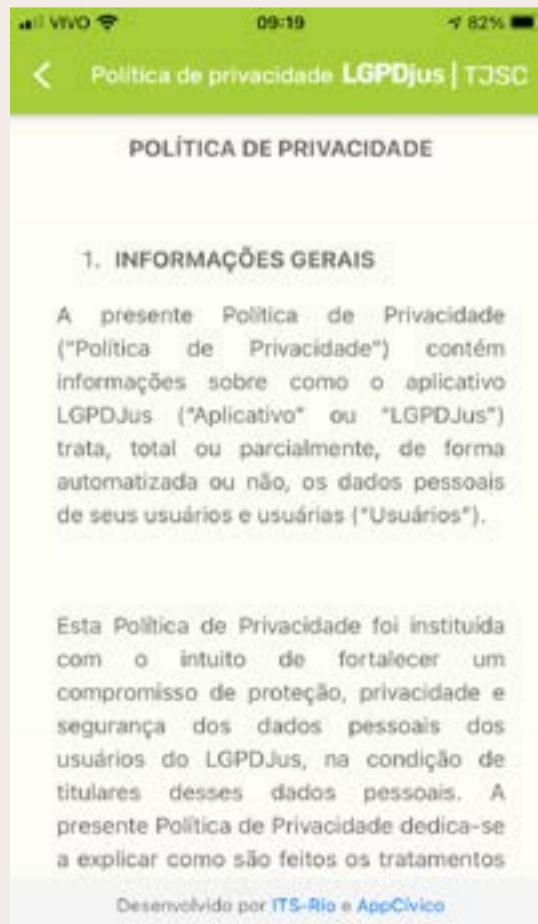 VIVO 09:19 82%
Política de privacidade LGPDjus | TJSC
POLÍTICA DE PRIVACIDADE
1. INFORMAÇÕES GERAIS
A presente Política de Privacidade
("Política de Privacidade") contém
informações sobre como o aplicativo
LGPDJus ("Aplicativo" ou "LGPDJus")
trata, total ou parcialmente, de forma
automatizada ou não, os dados pessoais
de seus usuários e usuárias ("Usuários").
Esta Política de Privacidade foi instituída
com o intuito de fortalecer um
compromisso de proteção, privacidade e
segurança dos dados pessoais dos
usuários do LGPDJus, na condição de
titulares desses dados pessoais. A
presente Política de Privacidade dedica-se
a explicar como são feitos os tratamentos
Desenvolvido por ITS-Rio e AppCívico